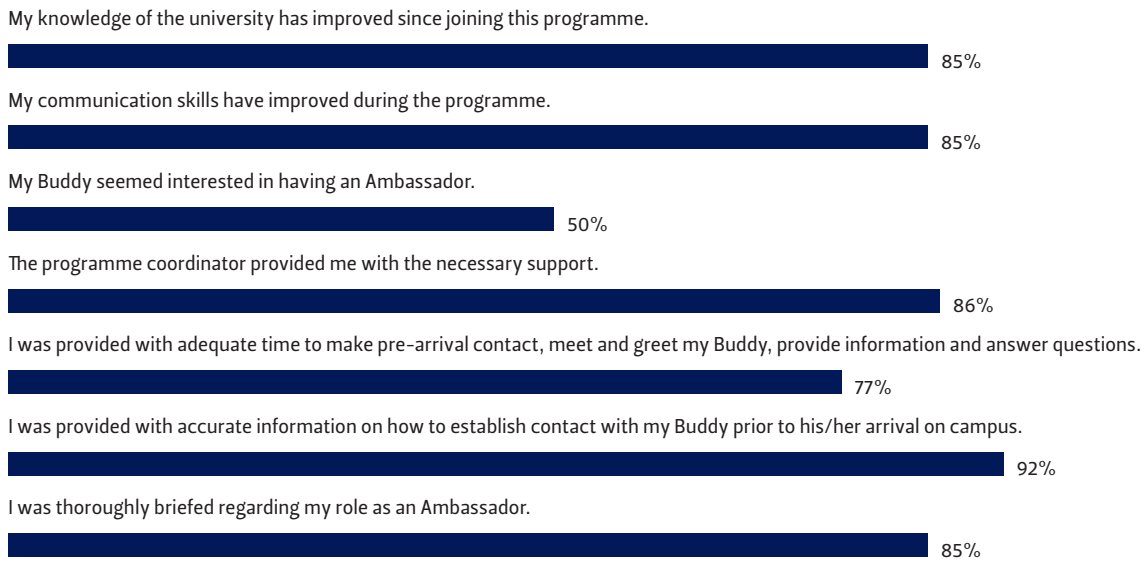 My knowledge of the university has improved since joining this programme.
85%
My communication skills have improved during the programme.
85%
My Buddy seemed interested in having an Ambassador.
50%
The programme coordinator provided me with the necessary support.
86%
I was provided with adequate time to make pre-arrival contact, meet and greet my Buddy, provide information and answer questions.
77%
I was provided with accurate information on how to establish contact with my Buddy prior to his/her arrival on campus.
92%
I was thoroughly briefed regarding my role as an Ambassador.
85%